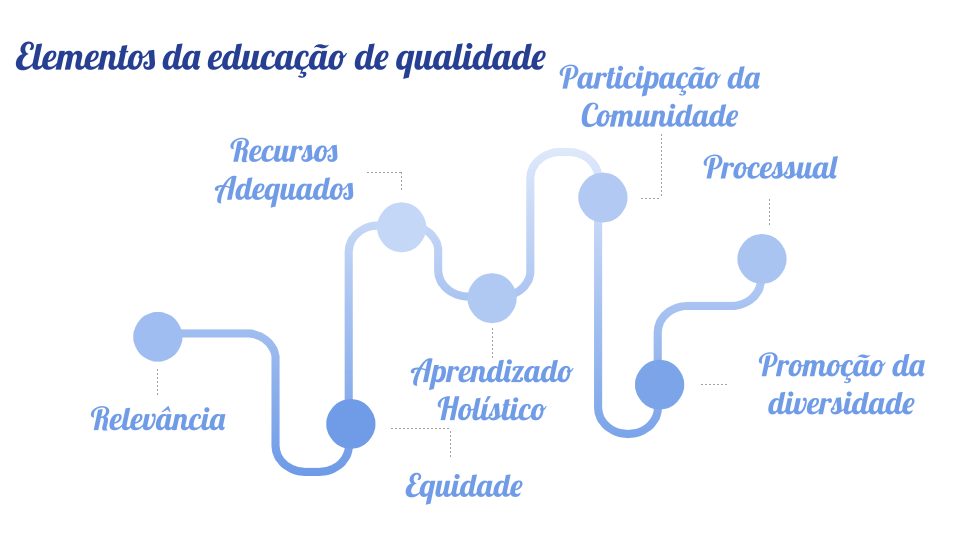 Elementos da educação de qualidade
Participação da
Comunidade
Recursos
Adequados
Processual
Aprendizado
Holístico
Promoção da
diversidade
Relevância
Equidade